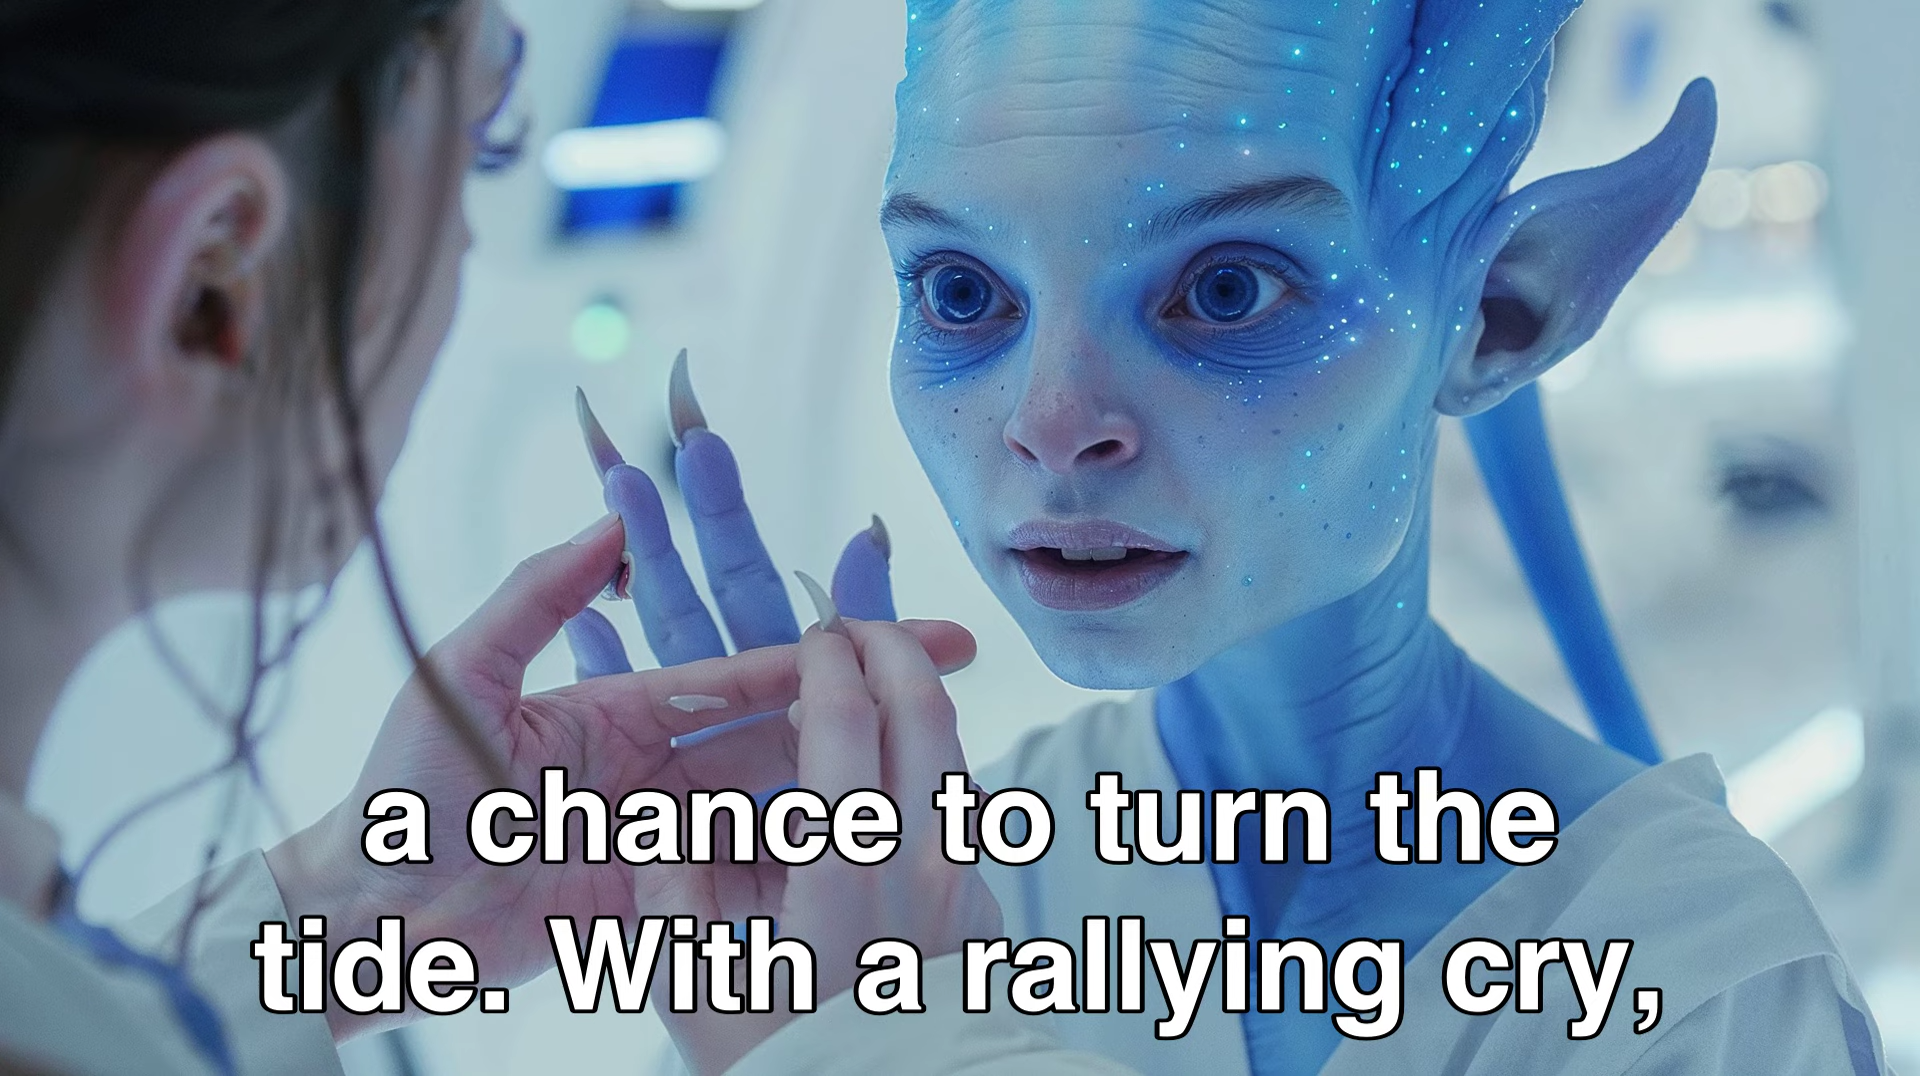 a chance to turn the
tide. With a rallying cry,